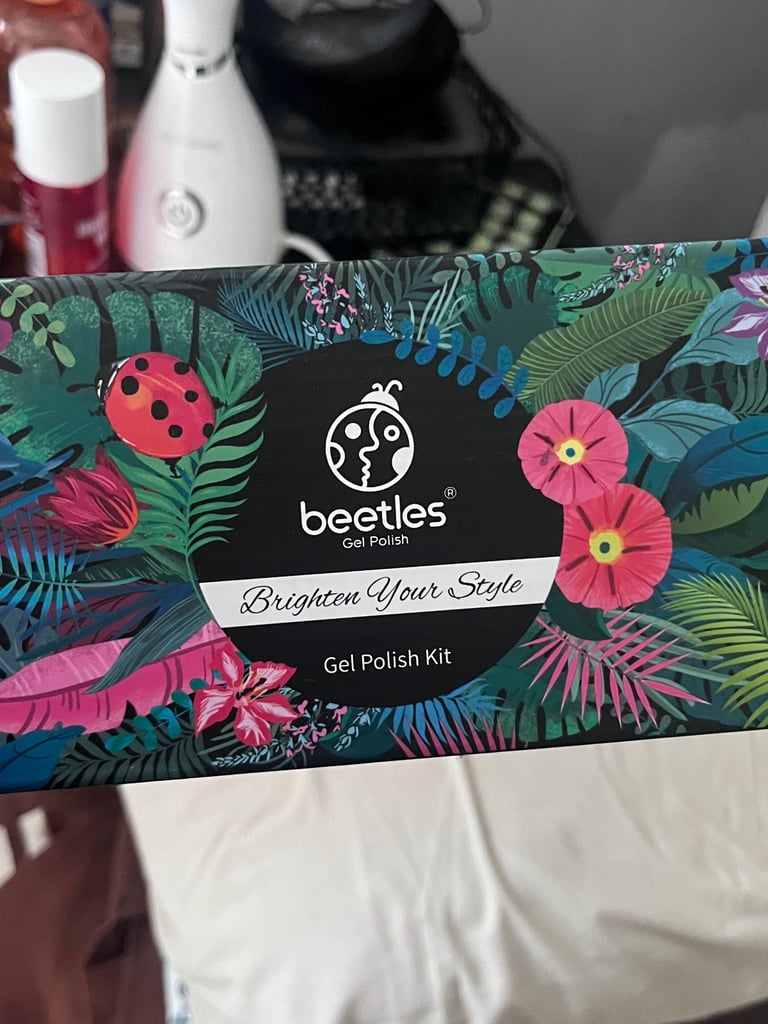 beetles®
Gel Polish
Brighten Your Style
Gel Polish Kit